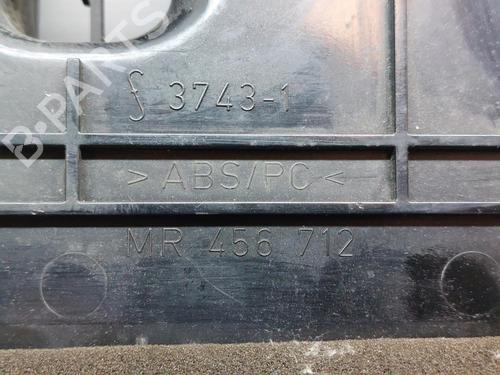 3743-1
> ABS/PC <
MR 456 712
B-PARTS